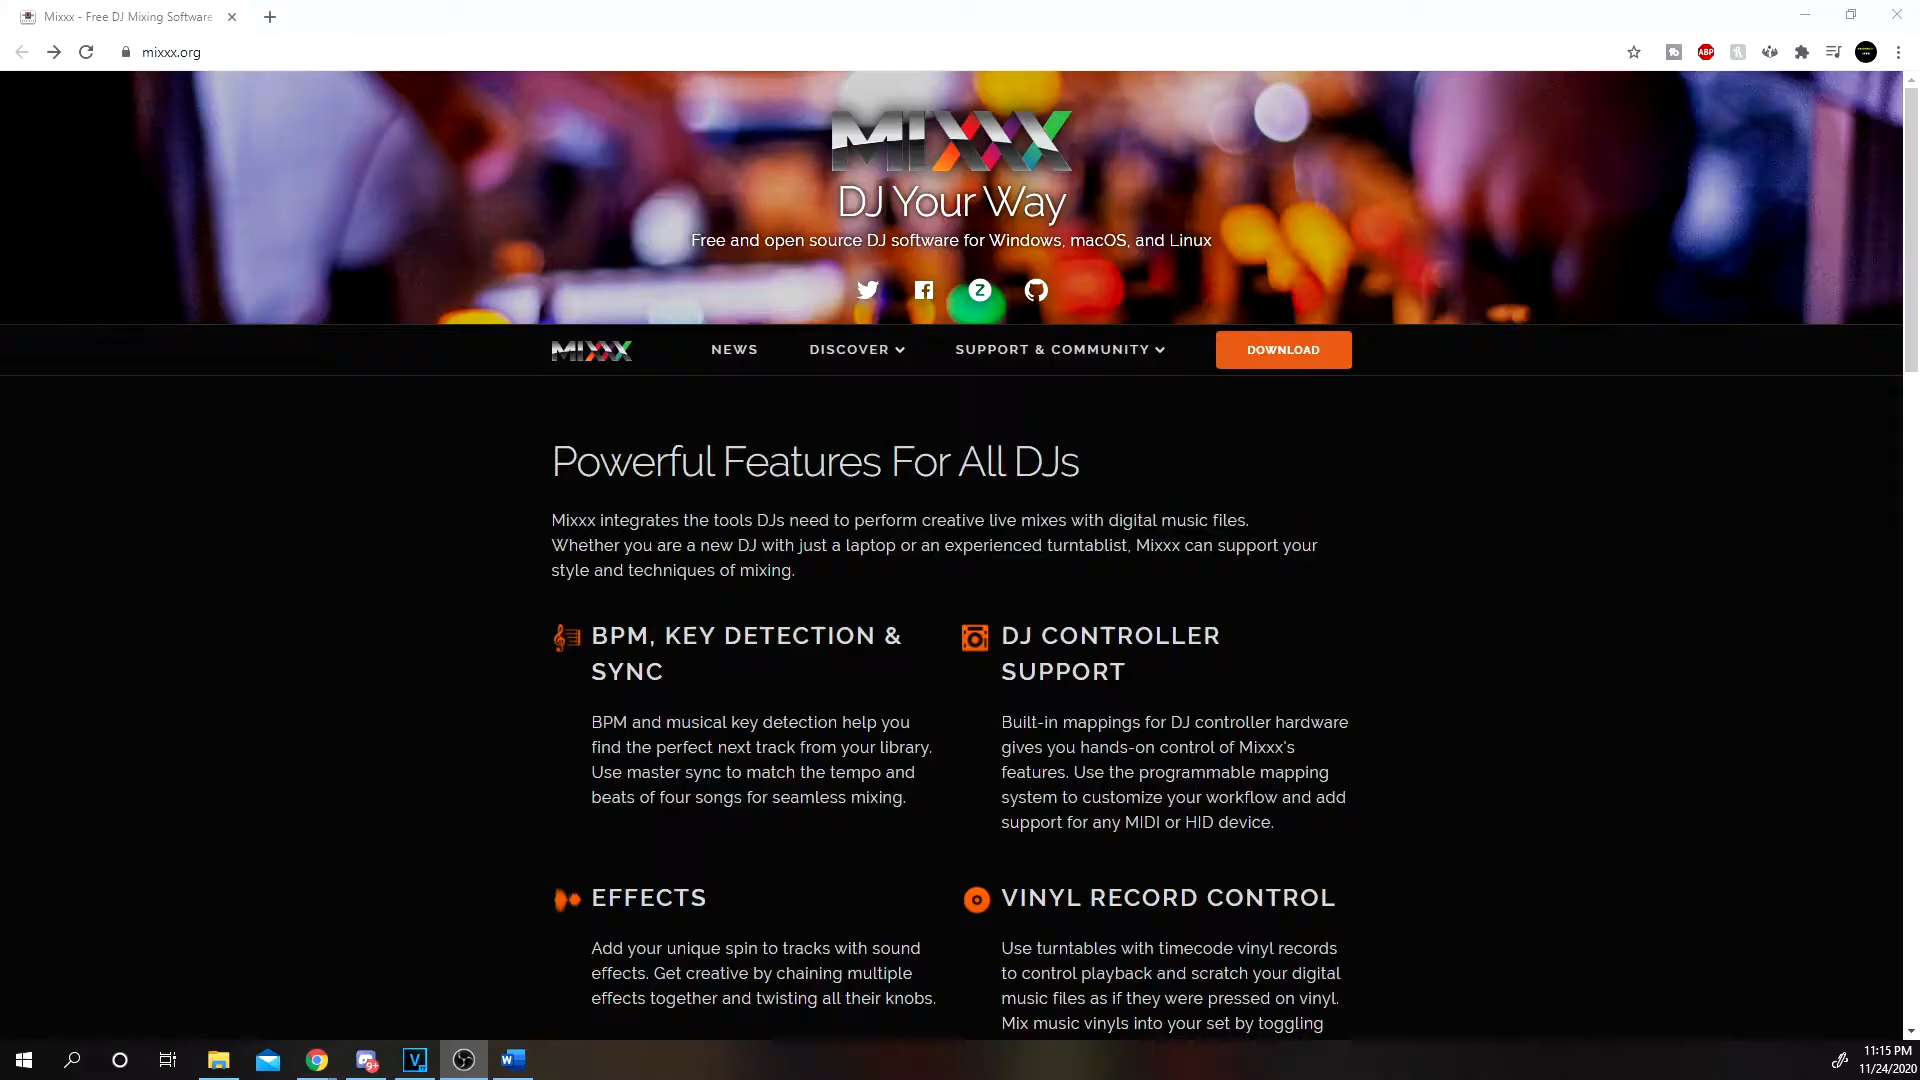 Mixxx - Free DJ Mixing Software
mixxx.org
ABP
MIXXX
DJ Your Way
Free and open source DJ software for Windows, macOS, and Linux
MIXXX
NEWS
DISCOVER
SUPPORT & COMMUNITY
DOWNLOAD
Powerful Features For All DJs
Mixxx integrates the tools DJs need to perform creative live mixes with digital music files.
Whether you are a new DJ with just a laptop or an experienced turntablist, Mixxx can support your
style and techniques of mixing.
BPM, KEY DETECTION &
SYNC
BPM and musical key detection help you
find the perfect next track from your library.
Use master sync to match the tempo and
beats of four songs for seamless mixing.
DJ CONTROLLER
SUPPORT
Built-in mappings for DJ controller hardware
gives you hands-on control of Mixxx's
features. Use the programmable mapping
system to customize your workflow and add
support for any MIDI or HID device.
EFFECTS
Add your unique spin to tracks with sound
effects. Get creative by chaining multiple
effects together and twisting all their knobs.
VINYL RECORD CONTROL
Use turntables with timecode vinyl records
to control playback and scratch your digital
music files as if they were pressed on vinyl.
Mix music vinyls into your set by toggling
9+
V
W
11:15 PM
11/24/2020